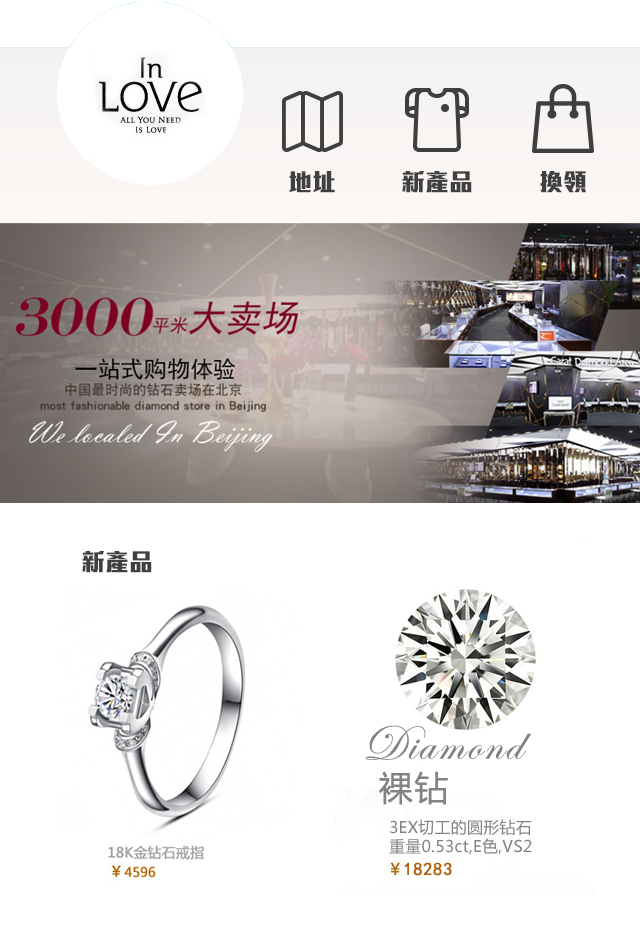 In
LOVE
ALL YOU NEED
IS LOVE
地址
新產品
換領
3000平米大卖场
一站式购物体验
中国最时尚的钻石卖场在北京
most fashionable diamond store in Beijing
We localed In Beijing
新產品
Diamond
裸钻
3EX切工的圆形钻石
重量0.53ct,E色,VS2
¥18283
18K金钻石戒指
¥4596